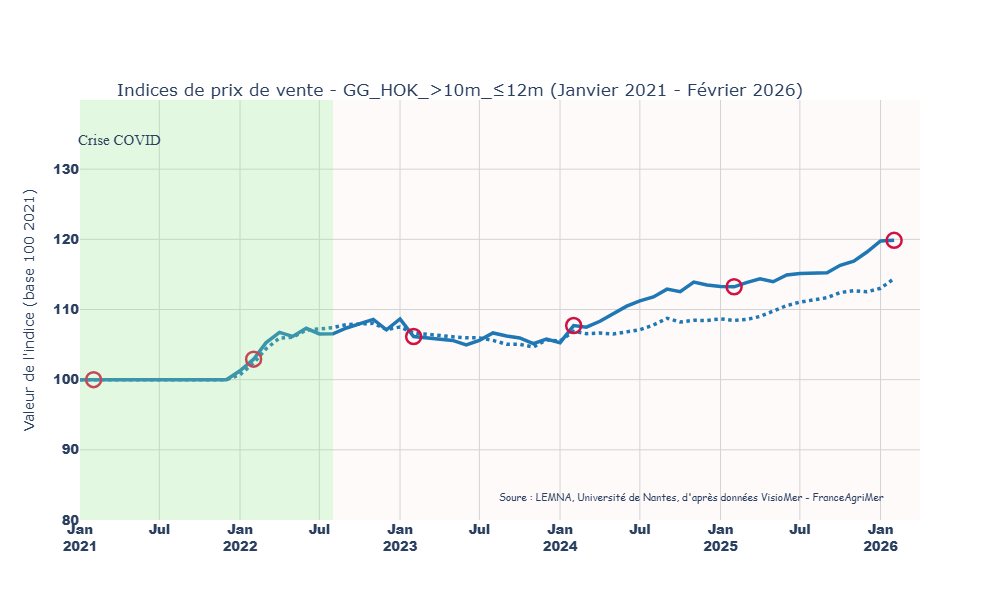 Indices de prix de vente - GG_HOK_>10m_≤12m (Janvier 2021 - Février 2026)
Crise COVID
Valeur de l'indice (base 100 2021)
130
120
110
100
90
80
Soure : LEMNA, Université de Nantes, d'après données VisioMer - FranceAgriMer
Jan Jul Jan Jul Jan Jul Jan Jul Jan Jul Jan
2021 2022 2023 2024 2025 2026